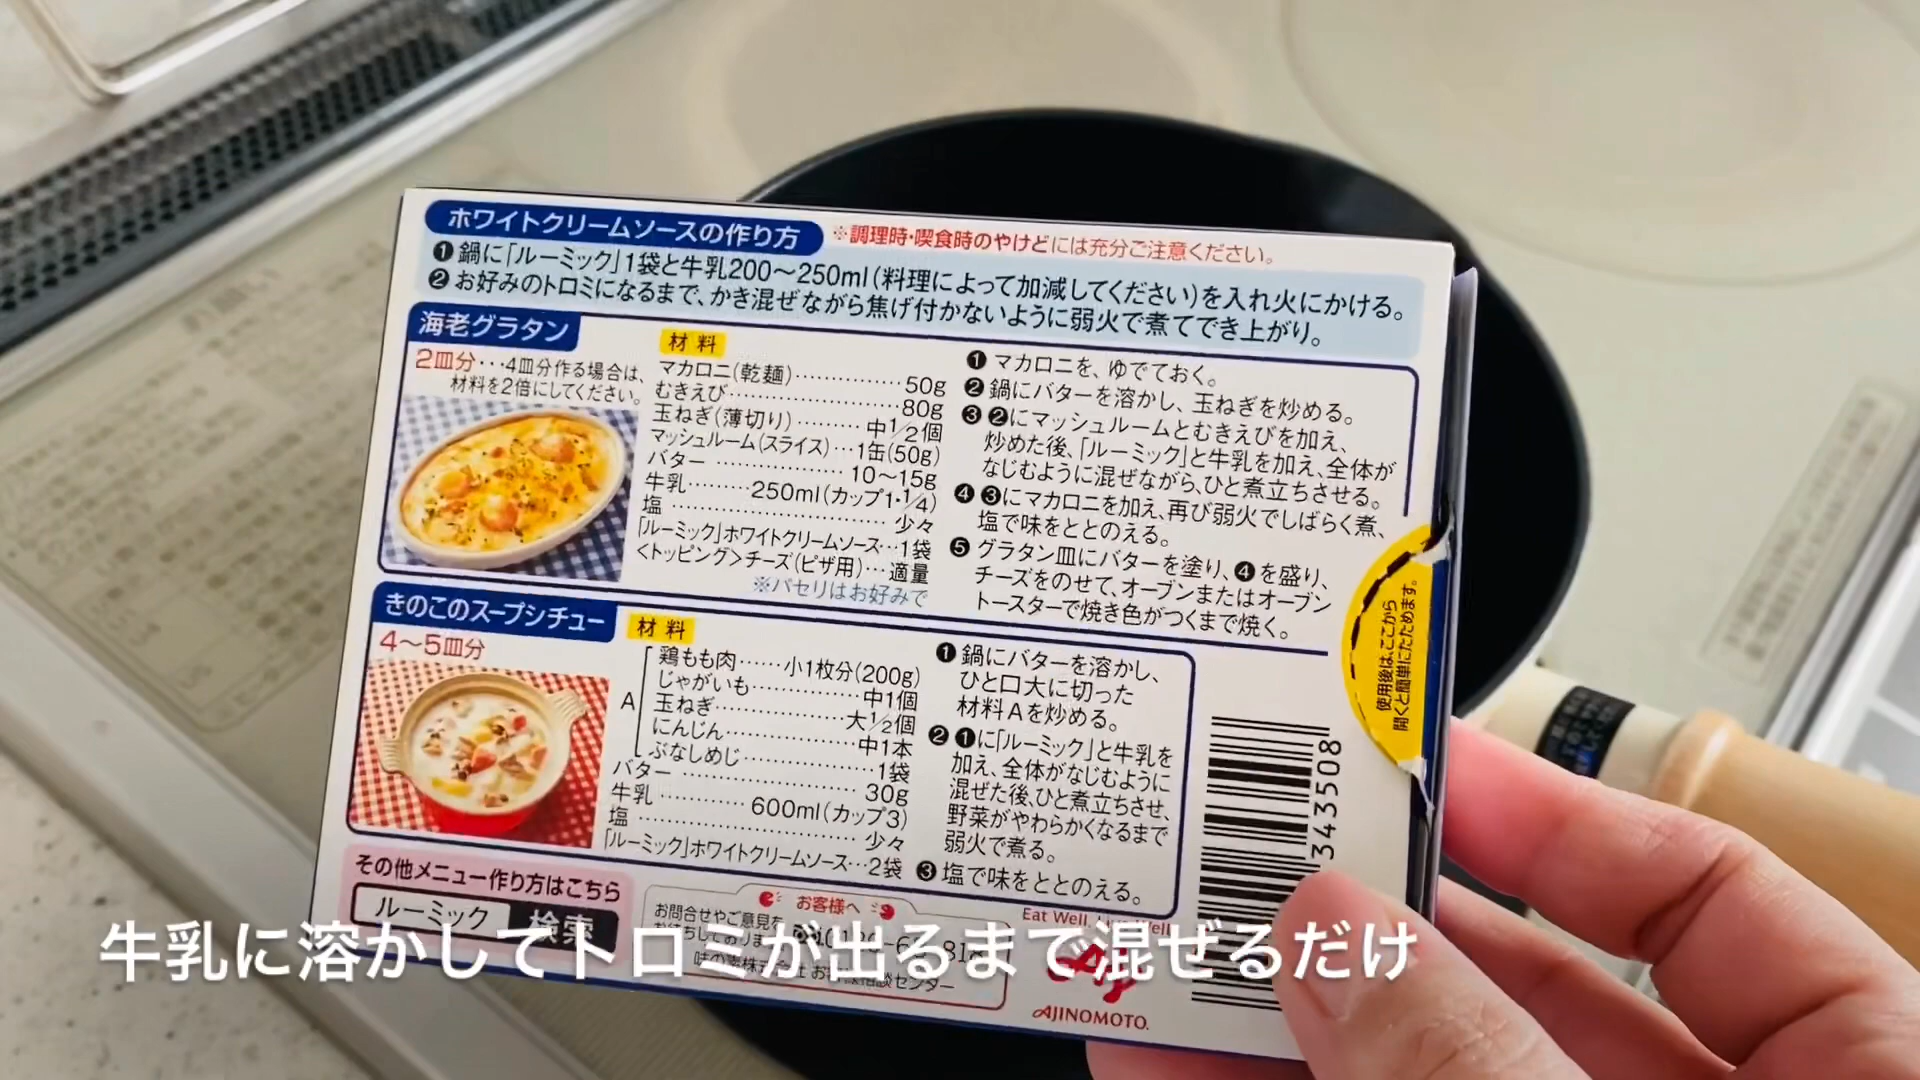 ホワイトクリームソースの作り方 ※調理時・喫食時のやけどには充分ご注意ください。
❶鍋に「ルーミック」1袋と牛乳200〜250ml(料理によって加減してください)を入れ火にかける。
❷お好みのトロミになるまで、かき混ぜながら焦げ付かないように弱火で煮てでき上がり。
海老グラタン
2皿分･･･4皿分作る場合は、
材料を2倍にしてください。
材料
マカロニ(乾麺)……………50g
むきえび……………80g
玉ねぎ(薄切り)………中1/2個
マッシュルーム(スライス)…1缶(50g)
バター……………10〜15g
牛乳………250ml(カップ1・1/4)
塩……………少々
「ルーミック」ホワイトクリームソース…1袋
<トッピング>チーズ(ピザ用)…適量
※パセリはお好みで
❶マカロニを、ゆでておく。
❷鍋にバターを溶かし、玉ねぎを炒める。
❸❷にマッシュルームとむきえびを加え、
炒めた後、「ルーミック」と牛乳を加え、全体が
なじむように混ぜながら、ひと煮立ちさせる。
❹❸にマカロニを加え、再び弱火でしばらく煮、
塩で味をととのえる。
❺グラタン皿にバターを塗り、❹を盛り、
チーズをのせて、オーブンまたはオーブン
トースターで焼き色がつくまで焼く。
使用後は、ここから
開くと簡単にたためます。
きのこのスープシチュー
4〜5皿分
材料
A
鶏もも肉……小1枚分(200g)
じゃがいも……………中1個
玉ねぎ……………大1/2個
にんじん……………中1本
ぶなしめじ……………1袋
バター……………30g
牛乳…………600ml(カップ3)
塩……………少々
「ルーミック」ホワイトクリームソース…2袋
❶鍋にバターを溶かし、
ひと口大に切った
材料Aを炒める。
❷❶に「ルーミック」と牛乳を
加え、全体がなじむように
混ぜた後、ひと煮立ちさせ、
野菜がやわらかくなるまで
弱火で煮る。
❸塩で味をととのえる。
343508
その他メニュー作り方はこちら
ルーミック 検索
お客様へ
お問合せやご意見を
Eat Well,
AJINOMOTO.
牛乳に溶かしてトロミが出るまで混ぜるだけ